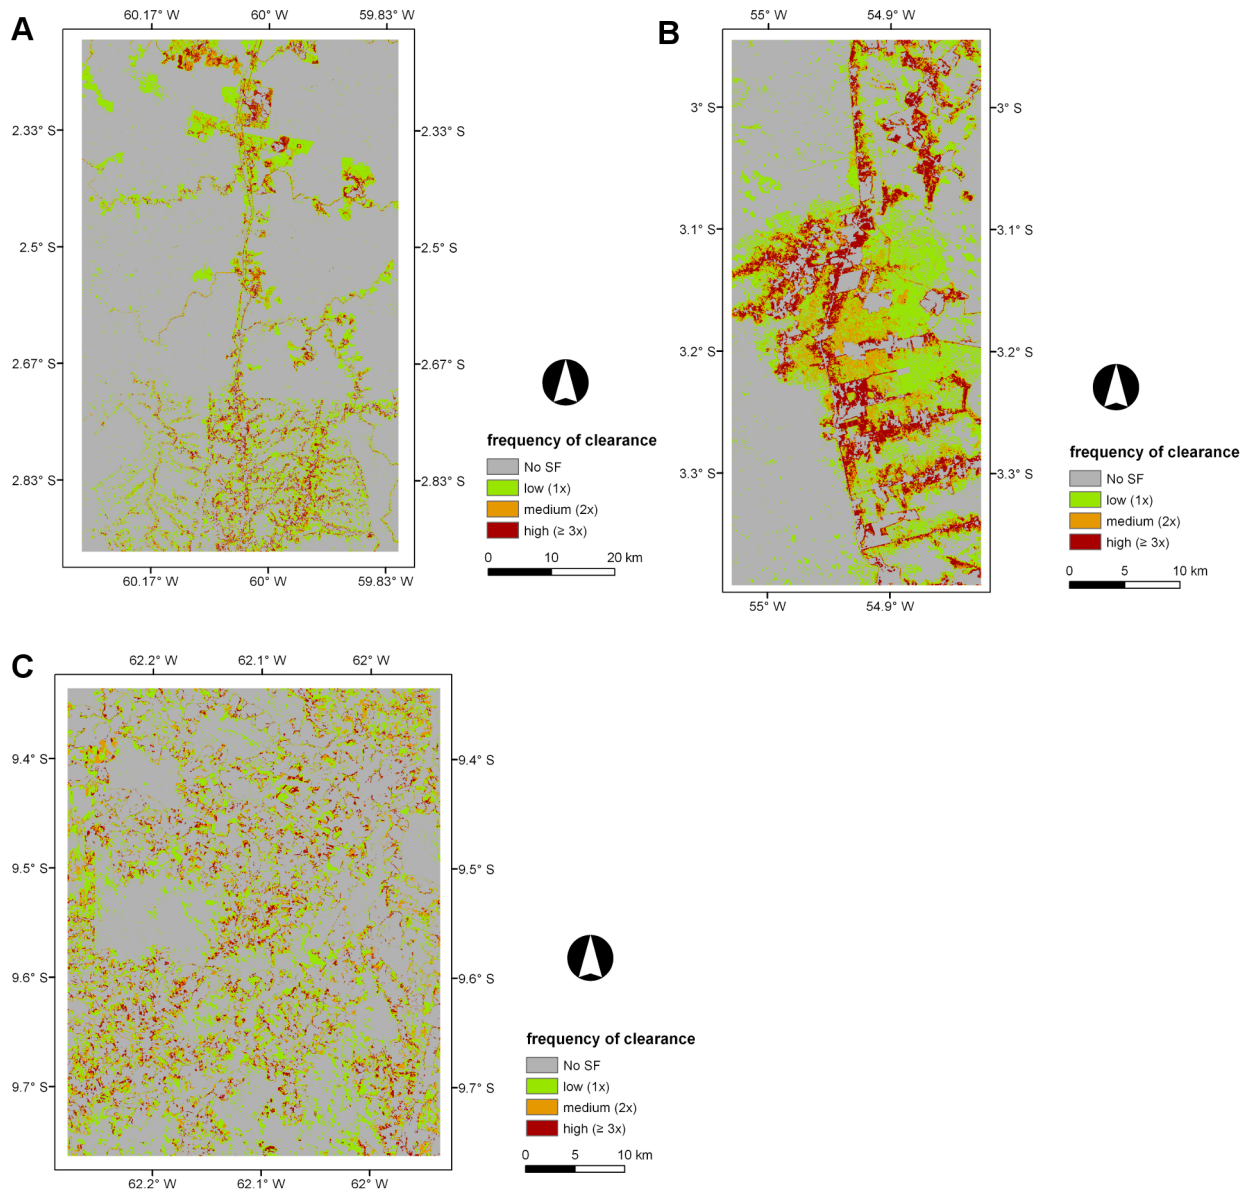 A
60.17° W 60° W 59.83° W
2.33° S 2.33° S
2.5° S 2.5° S
2.67° S 2.67° S
2.83° S 2.83° S
60.17° W 60° W 59.83° W
frequency of clearance
No SF
low (1x)
medium (2x)
high (≥ 3x)
0 10 20 km
B
55° W 54.9° W
3° S 3° S
3.1° S 3.1° S
3.2° S 3.2° S
3.3° S 3.3° S
55° W 54.9° W
frequency of clearance
No SF
low (1x)
medium (2x)
high (≥ 3x)
0 5 10 km
C
62.2° W 62.1° W 62° W
9.4° S 9.4° S
9.5° S 9.5° S
9.6° S 9.6° S
9.7° S 9.7° S
62.2° W 62.1° W 62° W
frequency of clearance
No SF
low (1x)
medium (2x)
high (≥ 3x)
0 5 10 km